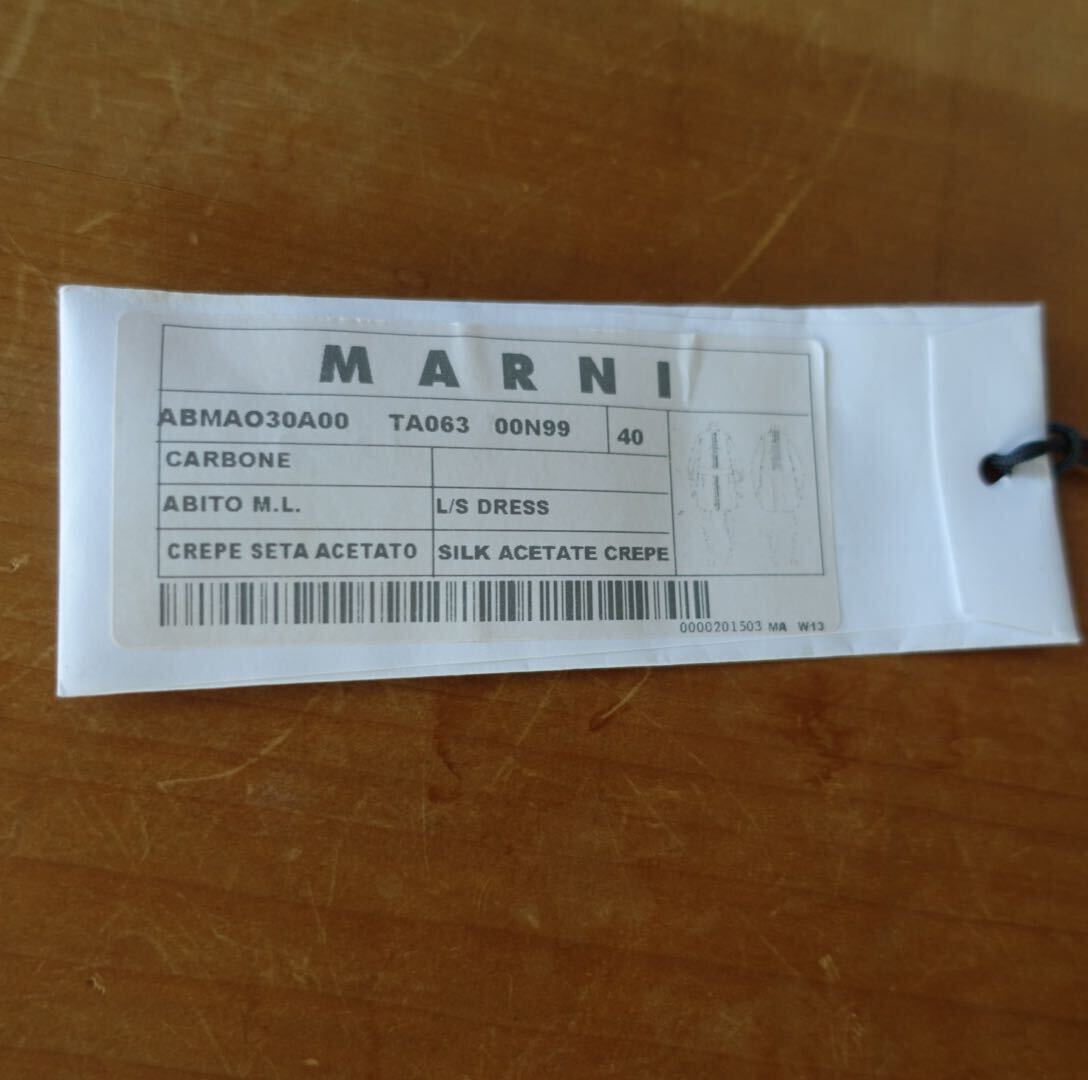 MARNI
ABMAO30A00 TA063 00N99 40
CARBONE
ABITO M.L. L/S DRESS
CREPE SETA ACETATO SILK ACETATE CREPE
0000201503 MA W13